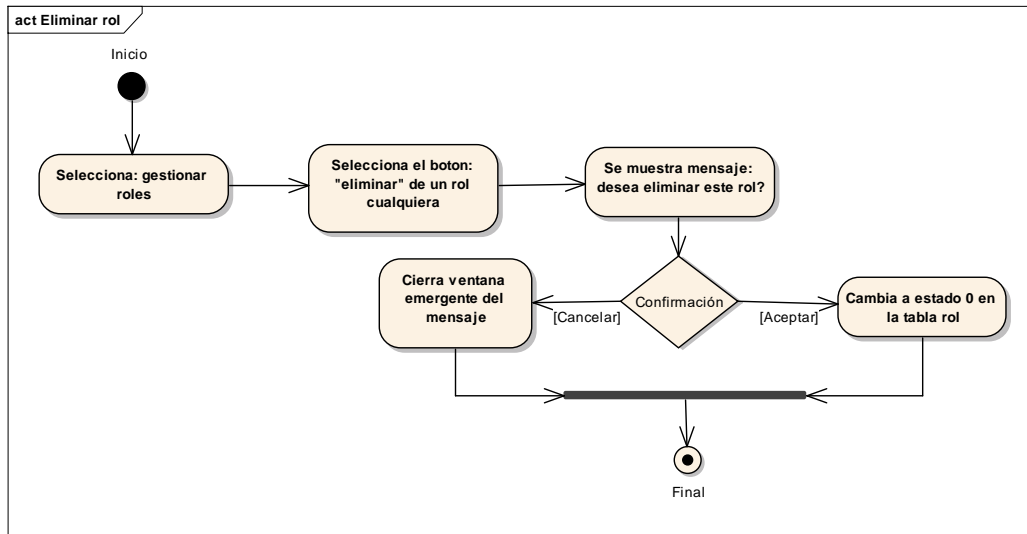 act Eliminar rol
Inicio
Selecciona: gestionar
roles
Selecciona el boton:
"eliminar" de un rol
cualquiera
Se muestra mensaje:
desea eliminar este rol?
Cierra ventana
emergente del
mensaje
Confirmación
[Cancelar]
[Aceptar]
Cambia a estado 0 en
la tabla rol
Final